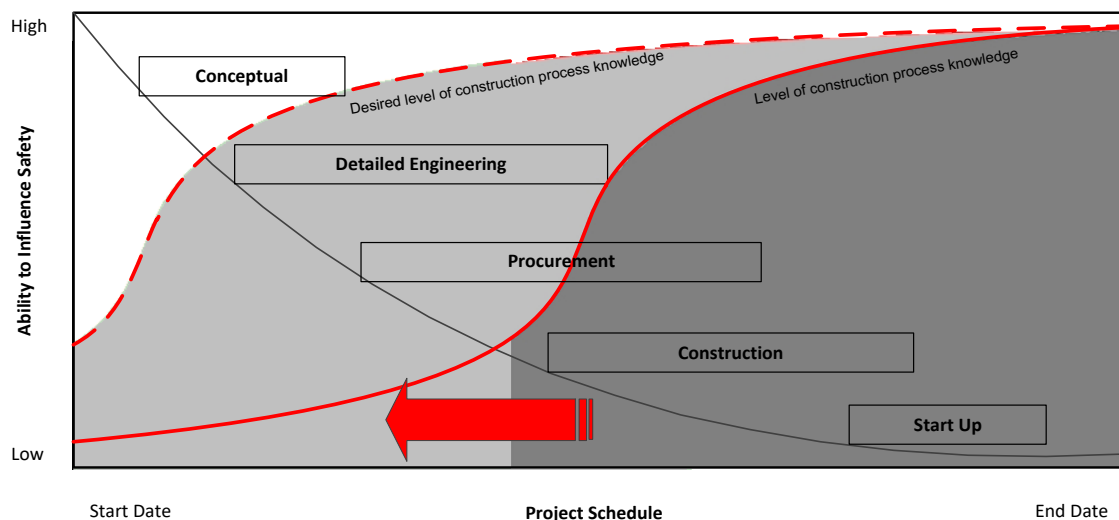 High
Conceptual
Desired level of construction process knowledge
Level of construction process knowledge
Detailed Engineering
Ability to Influence Safety
Procurement
Construction
Start Up
Low
Start Date
Project Schedule
End Date